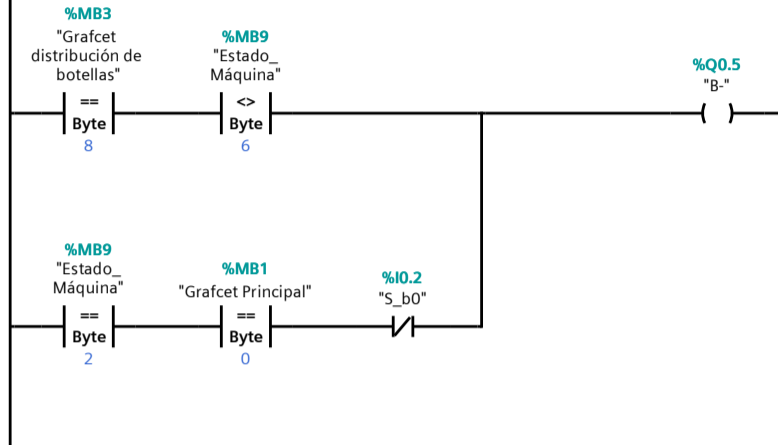 %MB3
"Grafcet
distribución de
botellas"
==
Byte
8
%MB9
"Estado_
Máquina"
<>
Byte
6
%Q0.5
"B-"
%MB9
"Estado_
Máquina"
==
Byte
2
%MB1
"Grafcet Principal"
==
Byte
0
%I0.2
"S_b0"